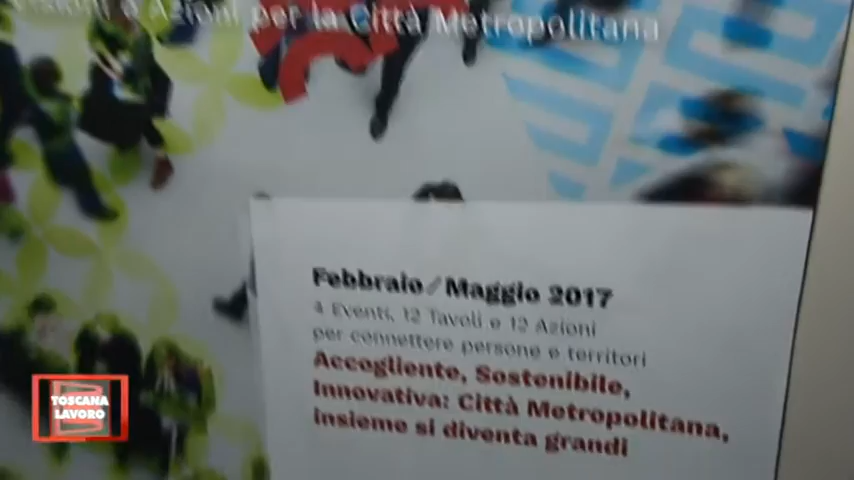 e Azioni per la Città Metropolitana
Febbraio/Maggio 2017
4 Eventi, 12 Tavoli e 12 Azioni
per connettere persone e territori
Accogliente, Sostenibile,
Innovativa: Città Metropolitana,
insieme si diventa grandi
TOSCANA
LAVORO